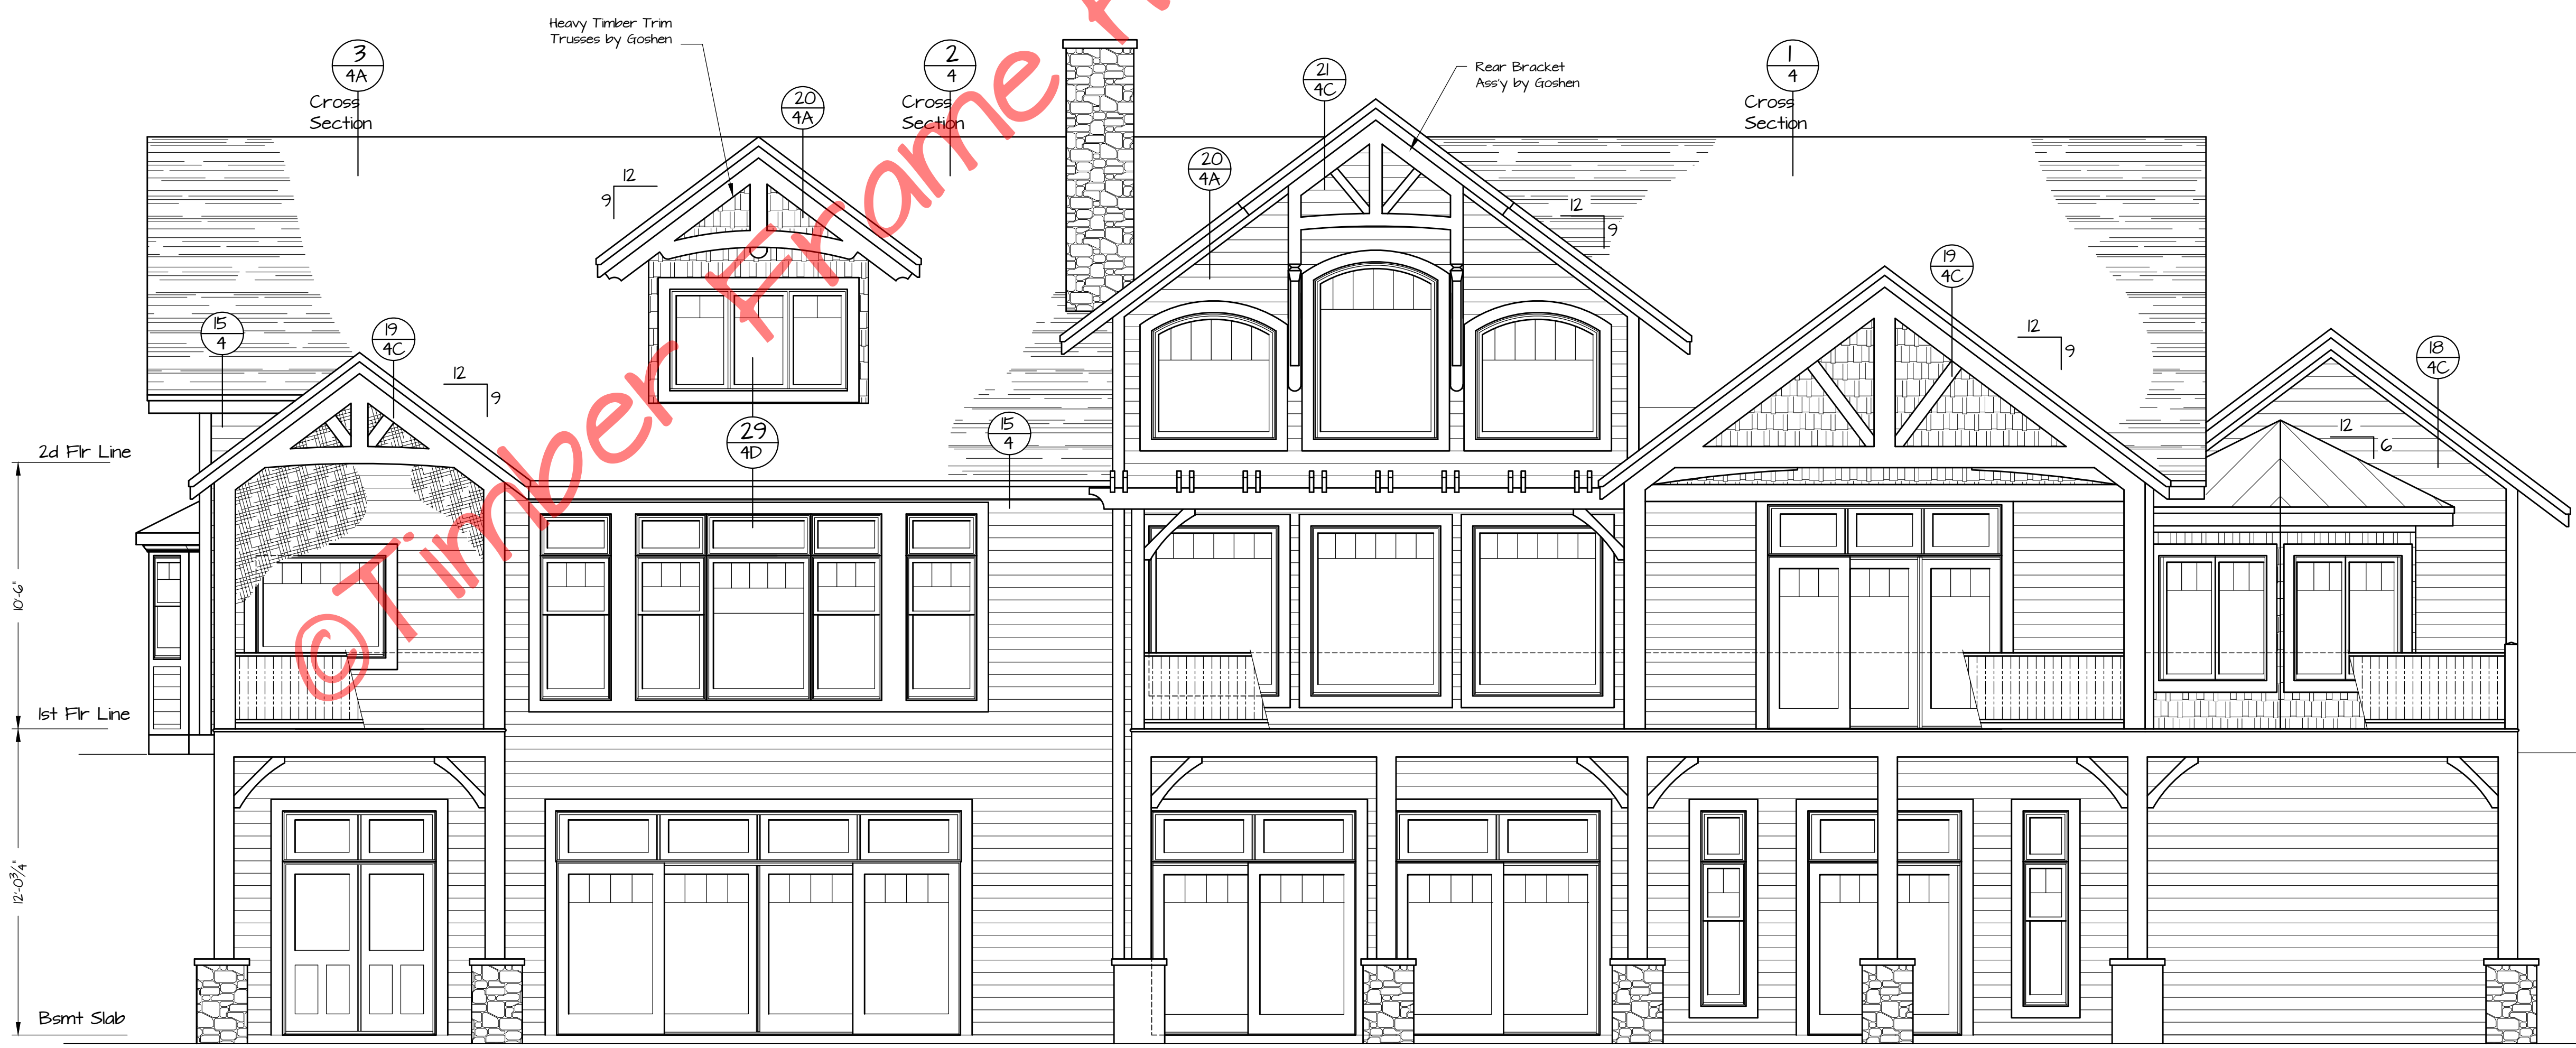 Heavy Timber Trim
Trusses by Goshen
3
4A
Cross
Section
20
4A
2
4
Cross
Section
21
4C
Rear Bracket
Ass'y by Goshen
1
4
Cross
Section
20
4A
12
9
12
9
19
4C
15
4
19
4C
12
9
12
9
18
4C
2d Flr Line
29
4D
15
4
12
6
10'-6"
1st Flr Line
12'-0 3/4"
Bsmt Slab
©Timber Frame